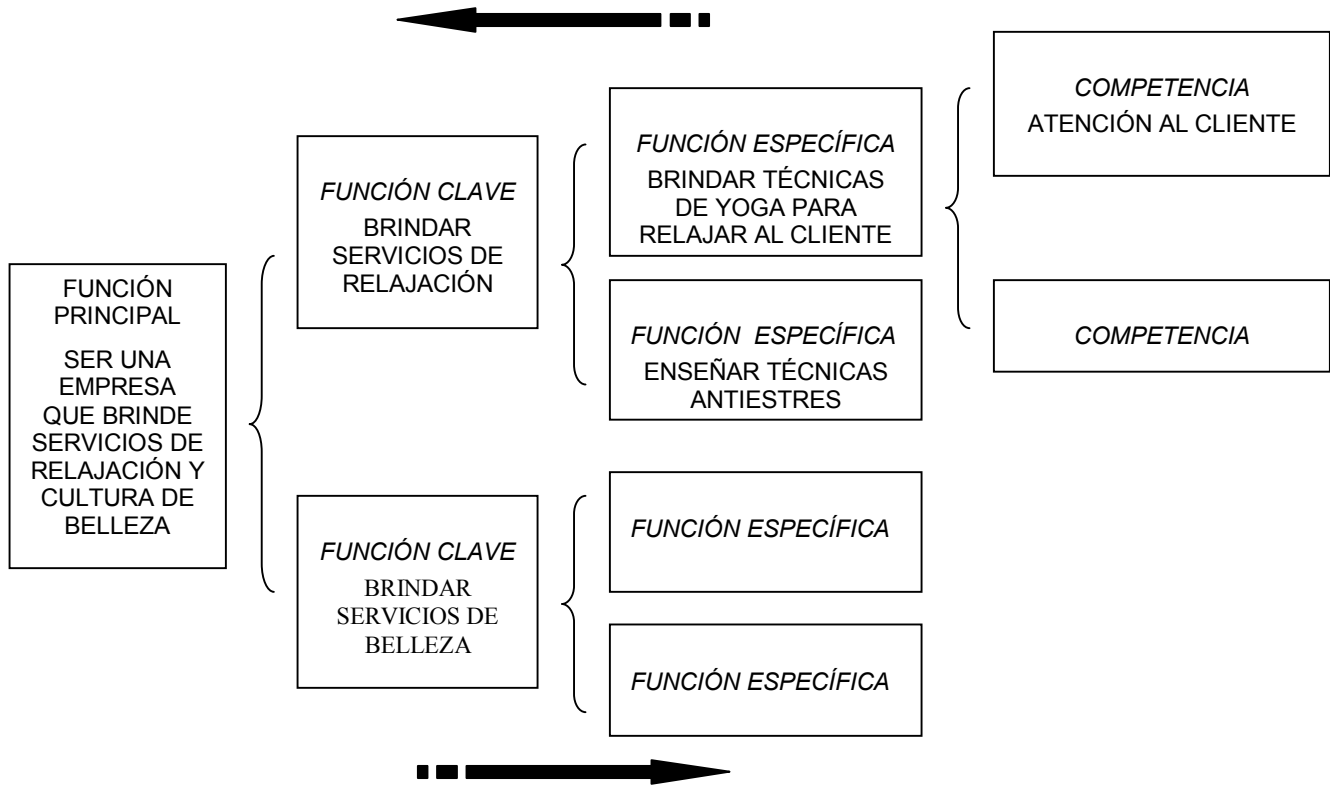 FUNCIÓN
PRINCIPAL
SER UNA
EMPRESA
QUE BRINDE
SERVICIOS DE
RELAJACIÓN Y
CULTURA DE
BELLEZA
FUNCIÓN CLAVE
BRINDAR
SERVICIOS DE
RELAJACIÓN
FUNCIÓN CLAVE
BRINDAR
SERVICIOS DE
BELLEZA
FUNCIÓN ESPECÍFICA
BRINDAR TÉCNICAS
DE YOGA PARA
RELAJAR AL CLIENTE
FUNCIÓN ESPECÍFICA
ENSEÑAR TÉCNICAS
ANTIESTRES
FUNCIÓN ESPECÍFICA
FUNCIÓN ESPECÍFICA
COMPETENCIA
ATENCIÓN AL CLIENTE
COMPETENCIA